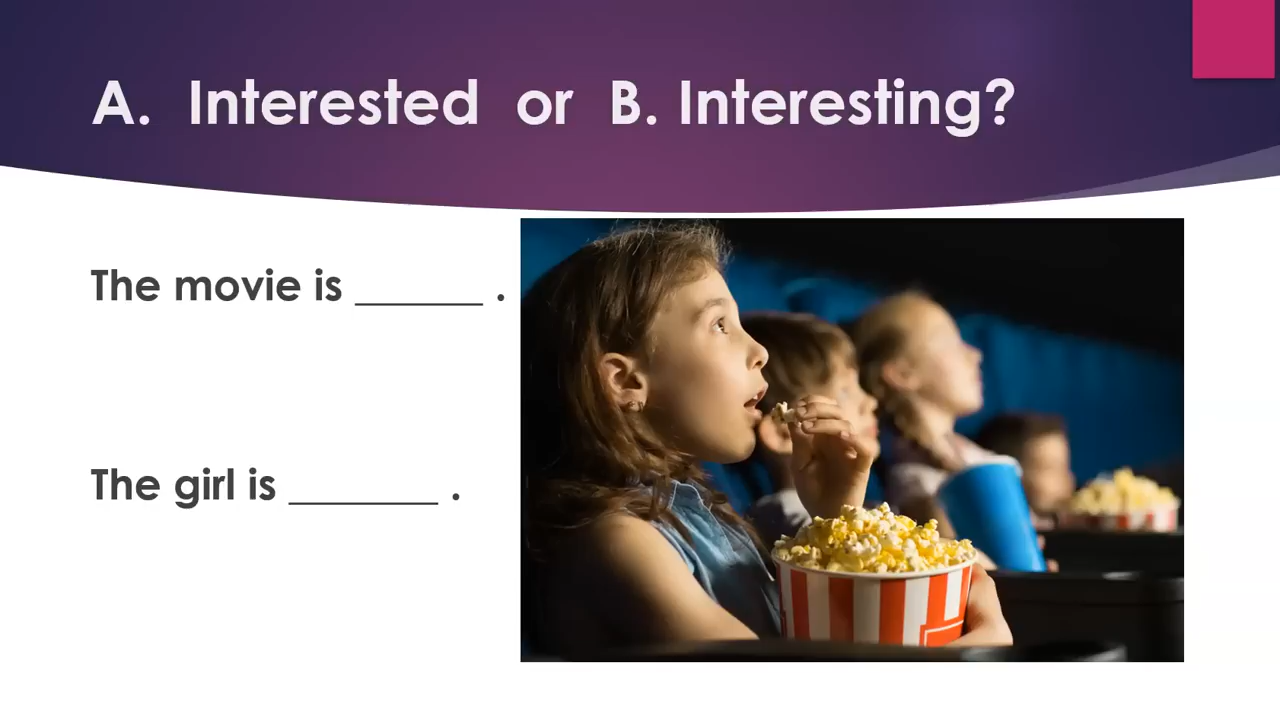 A. Interested or B. Interesting?
The movie is ______ .
The girl is _______ .